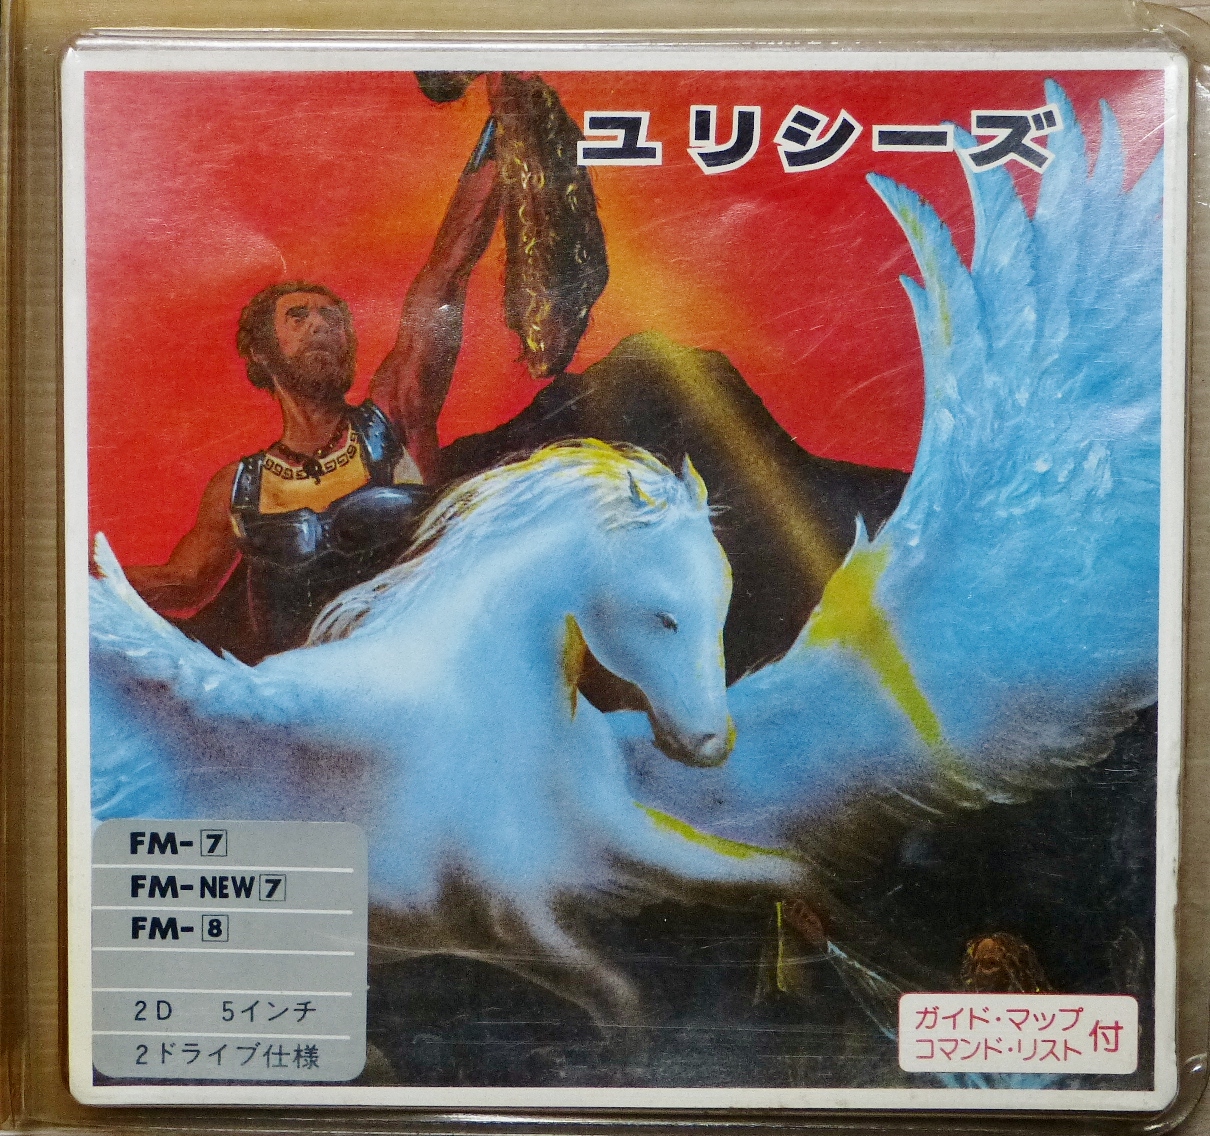 ユリシーズ
FM-7
FM-NEW7
FM-8
2D 5インチ
2ドライブ仕様
ガイド・マップ
コマンド・リスト付